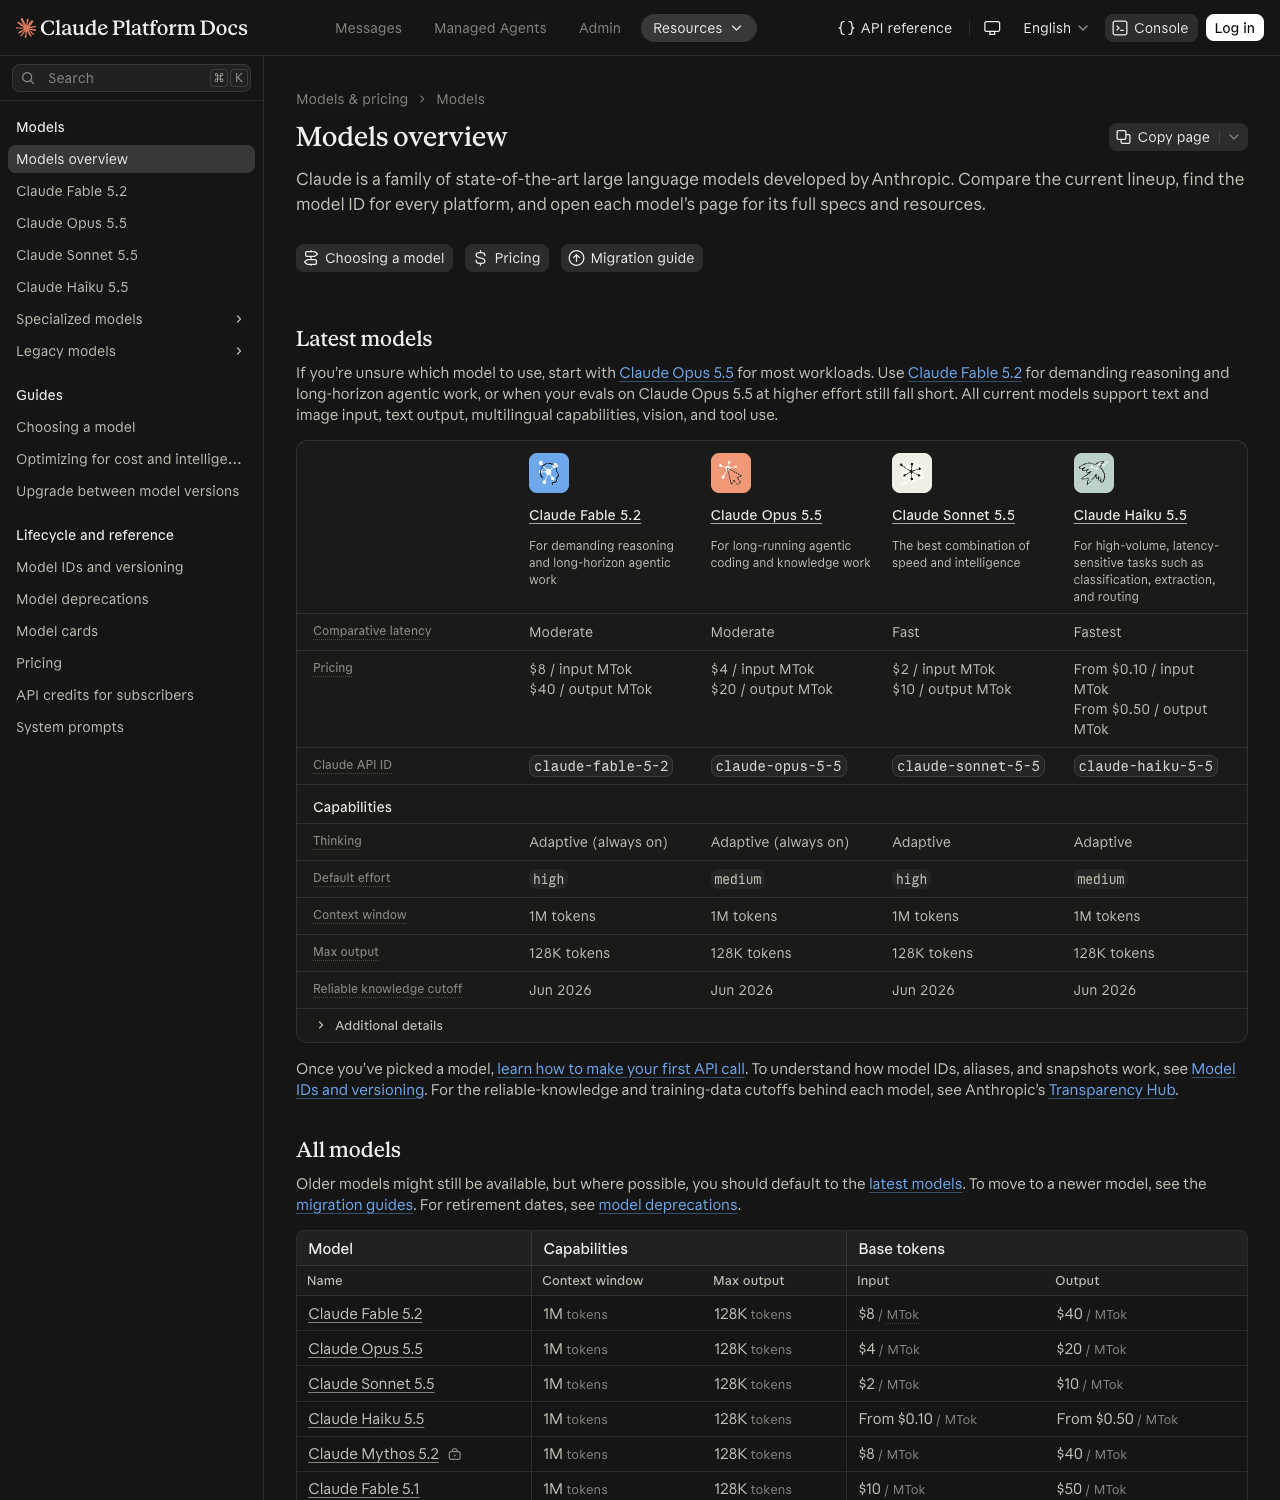 Claude Platform Docs
Messages
Managed Agents
Admin
Resources
API reference
English
Console
Log in
Search
⌘ K
Models
Models overview
Claude Fable 5.2
Claude Opus 5.5
Claude Sonnet 5.5
Claude Haiku 5.5
Specialized models
Legacy models
Guides
Choosing a model
Optimizing for cost and intellige...
Upgrade between model versions
Lifecycle and reference
Model IDs and versioning
Model deprecations
Model cards
Pricing
API credits for subscribers
System prompts
Models & pricing > Models
Models overview
Copy page
Claude is a family of state-of-the-art large language models developed by Anthropic. Compare the current lineup, find the
model ID for every platform, and open each model's page for its full specs and resources.
Choosing a model
Pricing
Migration guide
Latest models
If you're unsure which model to use, start with Claude Opus 5.5 for most workloads. Use Claude Fable 5.2 for demanding reasoning and
long-horizon agentic work, or when your evals on Claude Opus 5.5 at higher effort still fall short. All current models support text and
image input, text output, multilingual capabilities, vision, and tool use.
Claude Fable 5.2
For demanding reasoning
and long-horizon agentic
work
Claude Opus 5.5
For long-running agentic
coding and knowledge work
Claude Sonnet 5.5
The best combination of
speed and intelligence
Claude Haiku 5.5
For high-volume, latency-
sensitive tasks such as
classification, extraction,
and routing
Comparative latency Moderate Moderate Fast Fastest
Pricing
$8 / input MTok
$40 / output MTok
$4 / input MTok
$20 / output MTok
$2 / input MTok
$10 / output MTok
From $0.10 / input
MTok
From $0.50 / output
MTok
Claude API ID claude-fable-5-2 claude-opus-5-5 claude-sonnet-5-5 claude-haiku-5-5
Capabilities
Thinking Adaptive (always on) Adaptive (always on) Adaptive Adaptive
Default effort high medium high medium
Context window 1M tokens 1M tokens 1M tokens 1M tokens
Max output 128K tokens 128K tokens 128K tokens 128K tokens
Reliable knowledge cutoff Jun 2026 Jun 2026 Jun 2026 Jun 2026
Additional details
Once you've picked a model, learn how to make your first API call. To understand how model IDs, aliases, and snapshots work, see Model
IDs and versioning. For the reliable-knowledge and training-data cutoffs behind each model, see Anthropic's Transparency Hub.
All models
Older models might still be available, but where possible, you should default to the latest models. To move to a newer model, see the
migration guides. For retirement dates, see model deprecations.
Model Capabilities Base tokens
Name Context window Max output Input Output
Claude Fable 5.2 1M tokens 128K tokens $8 / MTok $40 / MTok
Claude Opus 5.5 1M tokens 128K tokens $4 / MTok $20 / MTok
Claude Sonnet 5.5 1M tokens 128K tokens $2 / MTok $10 / MTok
Claude Haiku 5.5 1M tokens 128K tokens From $0.10 / MTok From $0.50 / MTok
Claude Mythos 5.2 1M tokens 128K tokens $8 / MTok $40 / MTok
Claude Fable 5.1 1M tokens 128K tokens $10 / MTok $50 / MTok